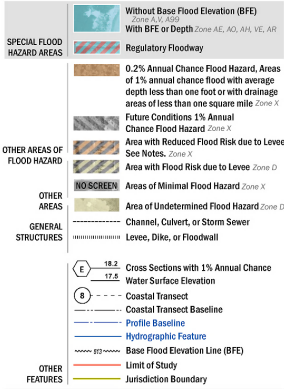 Without Base Flood Elevation (BFE)
Zone A,V, A99
With BFE or Depth Zone AE, AO, AH, VE, AR
SPECIAL FLOOD
HAZARD AREAS
Regulatory Floodway
0.2% Annual Chance Flood Hazard, Areas
of 1% annual chance flood with average
depth less than one foot or with drainage
areas of less than one square mile Zone X
Future Conditions 1% Annual
Chance Flood Hazard Zone X
Area with Reduced Flood Risk due to Levee
See Notes. Zone X
OTHER AREAS OF
FLOOD HAZARD
Area with Flood Risk due to Levee Zone D
NO SCREEN Areas of Minimal Flood Hazard Zone X
OTHER
AREAS
Area of Undetermined Flood Hazard Zone D
GENERAL
STRUCTURES
Channel, Culvert, or Storm Sewer
Levee, Dike, or Floodwall
E 18.2 Cross Sections with 1% Annual Chance
17.5 Water Surface Elevation
8 Coastal Transect
Coastal Transect Baseline
Profile Baseline
Hydrographic Feature
513 Base Flood Elevation Line (BFE)
OTHER
FEATURES
Limit of Study
Jurisdiction Boundary